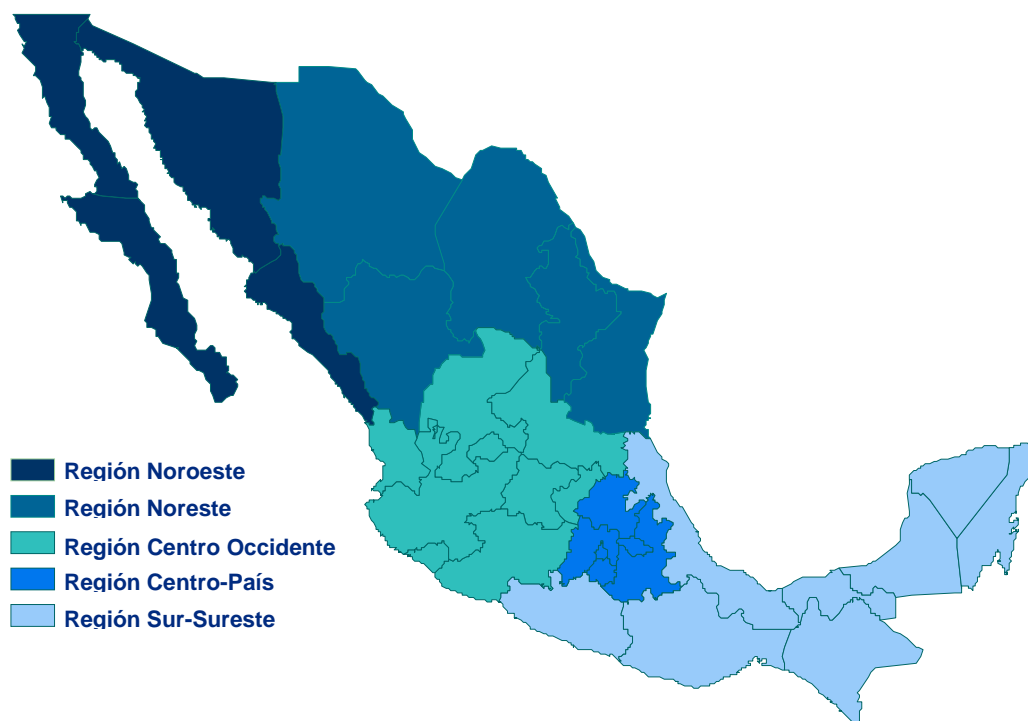 Región Noroeste
Región Noreste
Región Centro Occidente
Región Centro-País
Región Sur-Sureste